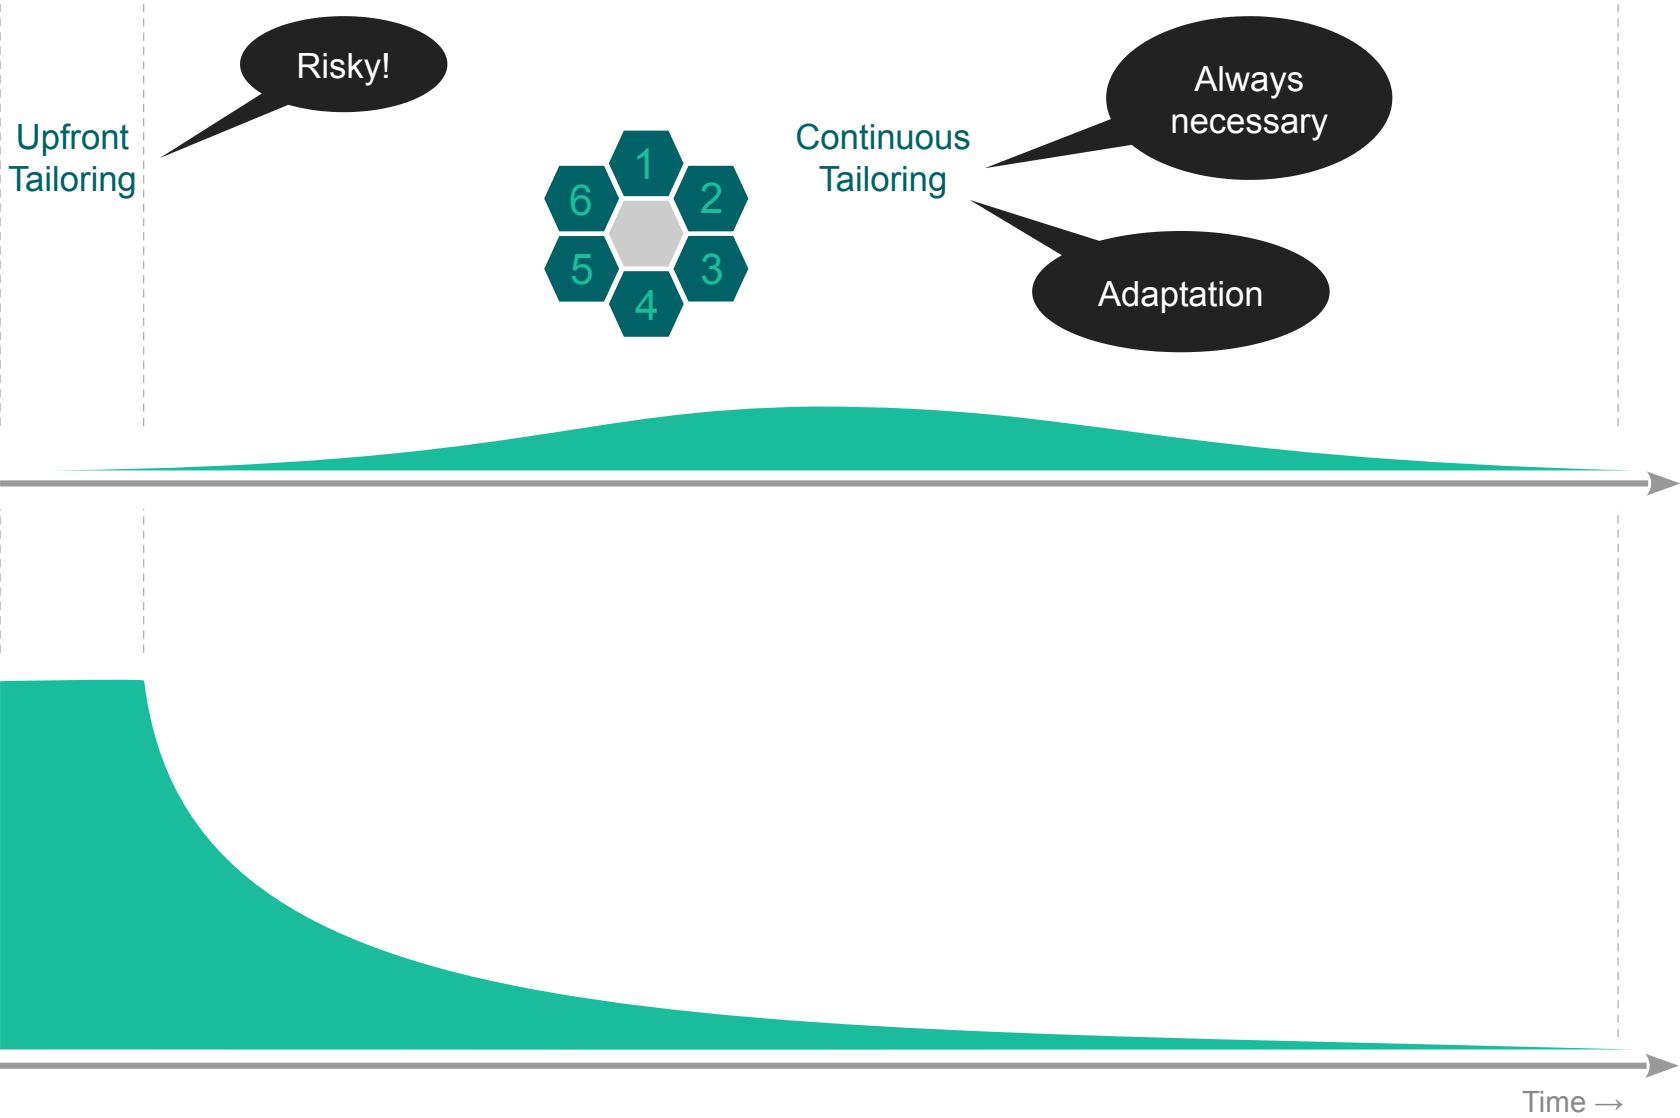 Risky!
Upfront
Tailoring
1
2
3
4
5
6
Continuous
Tailoring
Always
necessary
Adaptation
Time →